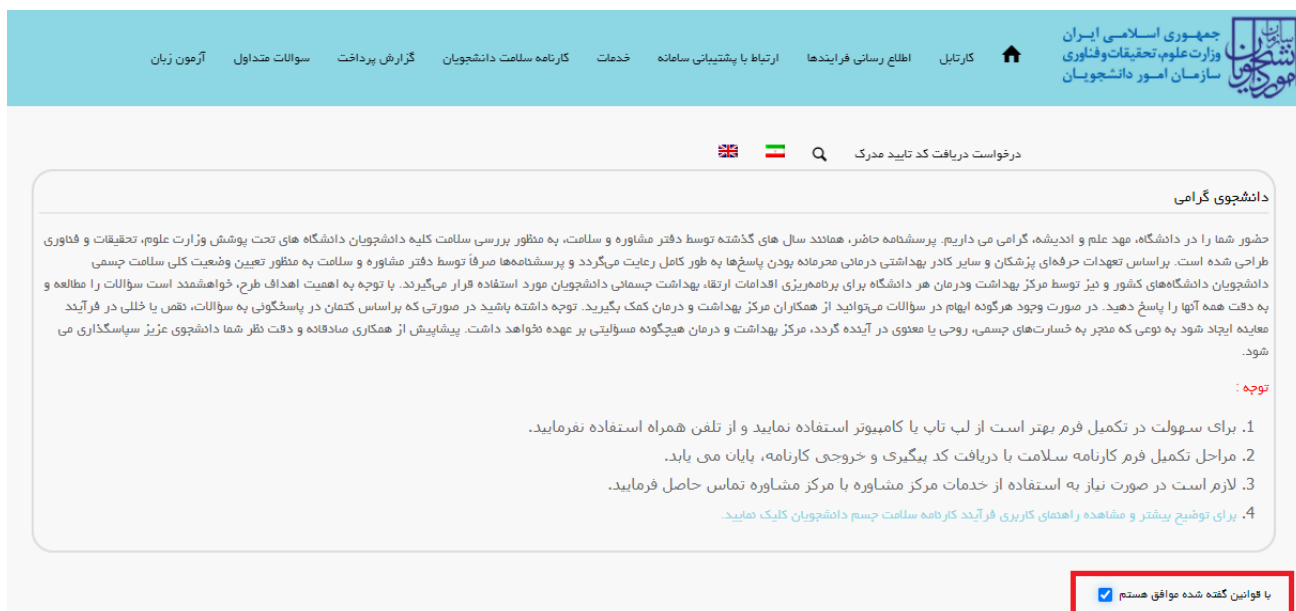 جمهـوری اسـلامـی ایـران
وزارت علوم،تحقیقات‌وفناوری
سازمـان امـور دانشجویـان
کارتابل اطلاع رسانی فرایندها ارتباط با پشتیبانی سامانه خدمات کارنامه سلامت دانشجویان گزارش پرداخت سوالات متداول آزمون زبان
درخواست دریافت کد تایید مدرک
دانشجوی گرامی
حضور شما را در دانشگاه، مهد علم و اندیشه، گرامی می داریم. پرسشنامه حاضر، همانند سال های گذشته توسط دفتر مشاوره و سلامت، به منظور بررسی سلامت کلیه دانشجویان دانشگاه های تحت پوشش وزارت علوم، تحقیقات و فناوری
طراحی شده است. براساس تعهدات حرفه‌ای پزشکان و سایر کادر بهداشتی درمانی محرمانه بودن پاسخ‌ها به طور کامل رعایت می‌گردد و پرسشنامه‌ها صرفاً توسط دفتر مشاوره و سلامت به منظور تعیین وضعیت کلی سلامت جسمی
دانشجویان دانشگاه‌های کشور و نیز توسط مرکز بهداشت ودرمان هر دانشگاه برای برنامه‌ریزی اقدامات ارتقاء بهداشت جسمانی دانشجویان مورد استفاده قرار می‌گیرند. با توجه به اهمیت اهداف طرح، خواهشمند است سؤالات را مطالعه و
به دقت همه آنها را پاسخ دهید. در صورت وجود هرگونه ابهام در سؤالات می‌توانید از همکاران مرکز بهداشت و درمان کمک بگیرید. توجه داشته باشید در صورتی که براساس کتمان در پاسخگوئی به سؤالات، نقص یا خللی در فرآیند
معاینه ایجاد شود به نوعی که منجر به خسارت‌های جسمی، روحی یا معنوی در آینده گردد، مرکز بهداشت و درمان هیچگونه مسؤلیتی بر عهده نخواهد داشت. پیشاپیش از همکاری صادقانه و دقت نظر شما دانشجوی عزیز سپاسگذاری می
شود.
توجه :
1. برای سهولت در تکمیل فرم بهتر است از لپ تاپ یا کامپیوتر استفاده نمایید و از تلفن همراه استفاده نفرمایید.
2. مراحل تکمیل فرم کارنامه سلامت با دریافت کد پیگیری و خروجی کارنامه، پایان می یابد.
3. لازم است در صورت نیاز به استفاده از خدمات مرکز مشاوره با مرکز مشاوره تماس حاصل فرمایید.
4. برای توضیح بیشتر و مشاهده راهنمای کاربری فرآیند کارنامه سلامت جسم دانشجویان کلیک نمایید.
با قوانین گفته شده موافق هستم